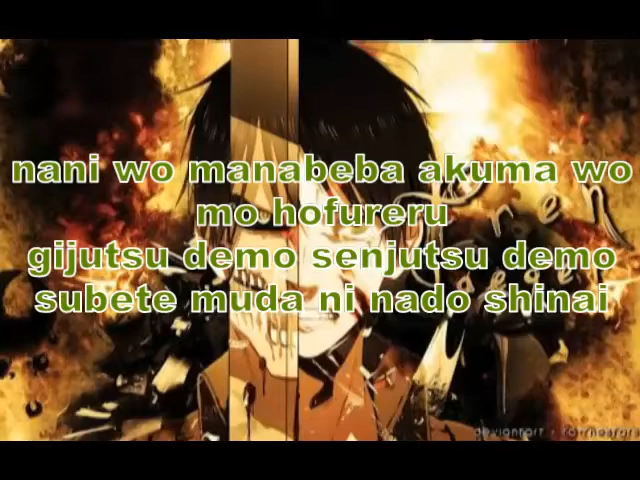 nani wo manabeba akuma wo
mo hofureru
gijutsu demo senjutsu demo
subete muda ni nado shinai